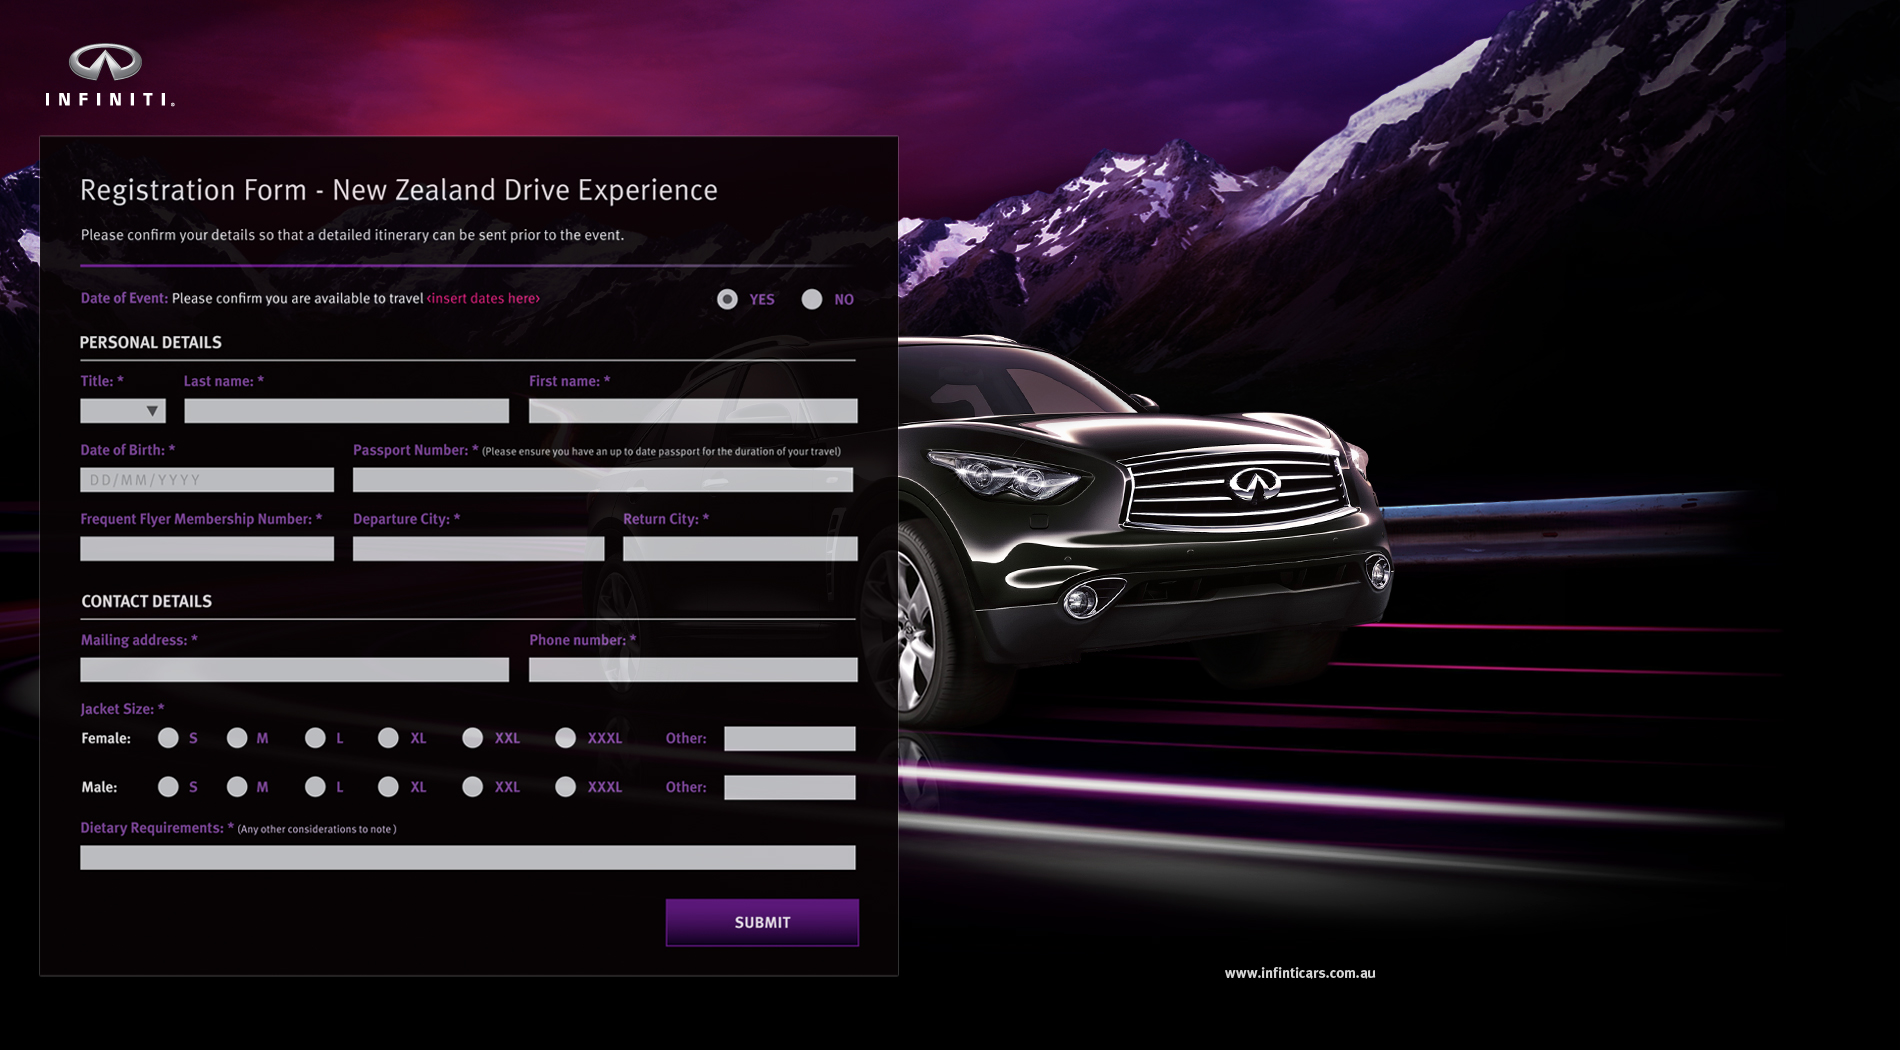 INFINITI®
Registration Form - New Zealand Drive Experience
Please confirm your details so that a detailed itinerary can be sent prior to the event.
Date of Event: Please confirm you are available to travel <insert dates here> YES NO
PERSONAL DETAILS
Title: * Last name: * First name: *
Date of Birth: * Passport Number: * (Please ensure you have an up to date passport for the duration of your travel)
DD/MM/YYYY
Frequent Flyer Membership Number: * Departure City: * Return City: *
CONTACT DETAILS
Mailing address: * Phone number: *
Jacket Size: *
Female: S M L XL XXL XXXL Other:
Male: S M L XL XXL XXXL Other:
Dietary Requirements: * (Any other considerations to note )
SUBMIT
www.infinticars.com.au